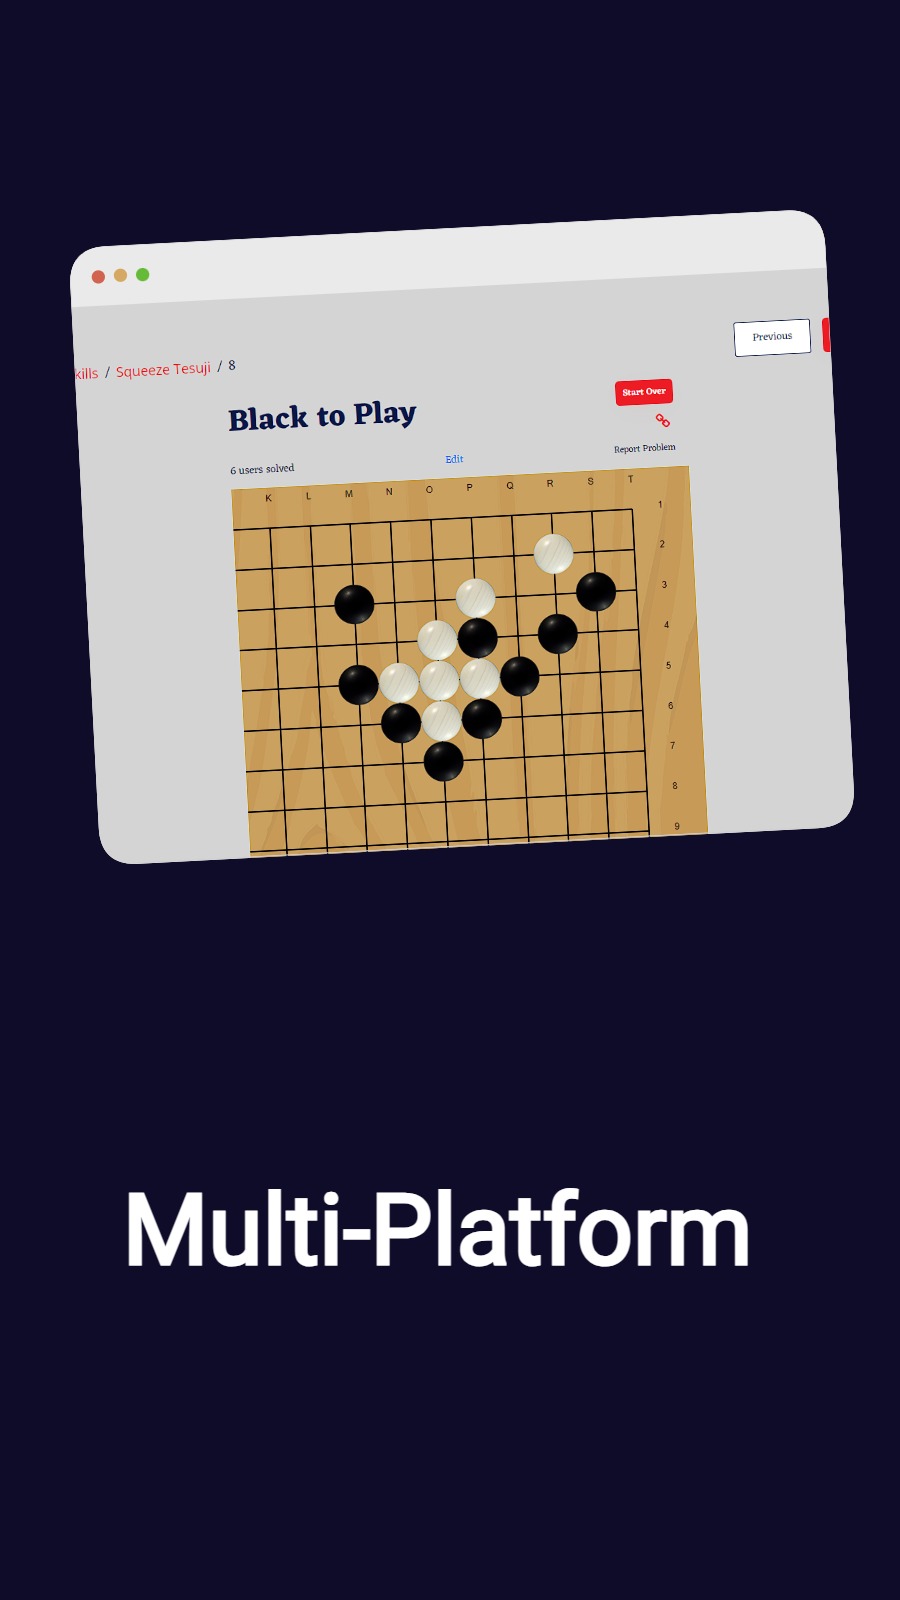 Previous
kills / Squeeze Tesuji / 8
Start Over
Black to Play
Report Problem
Edit
6 users solved
K L M N O P Q R S T
1
2
3
4
5
6
7
8
9
Multi-Platform